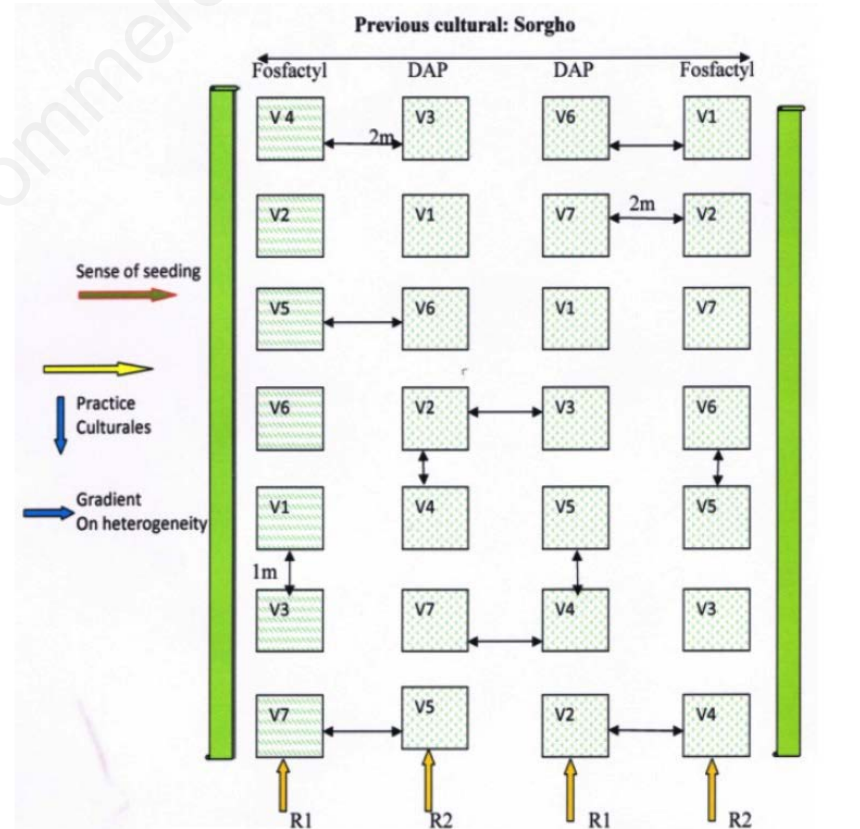 Previous cultural: Sorgho
Fosfactyl DAP DAP Fosfactyl
V 4 V3 V6 V1
2m
V2 V1 V7 V2
2m
Sense of seeding
V5 V6 V1 V7
V6 V2 V3 V6
Practice
Culturales
V1 V4 V5 V5
Gradient
On heterogeneity
1m
V3 V7 V4 V3
V7 V5 V2 V4
R1 R2 R1 R2